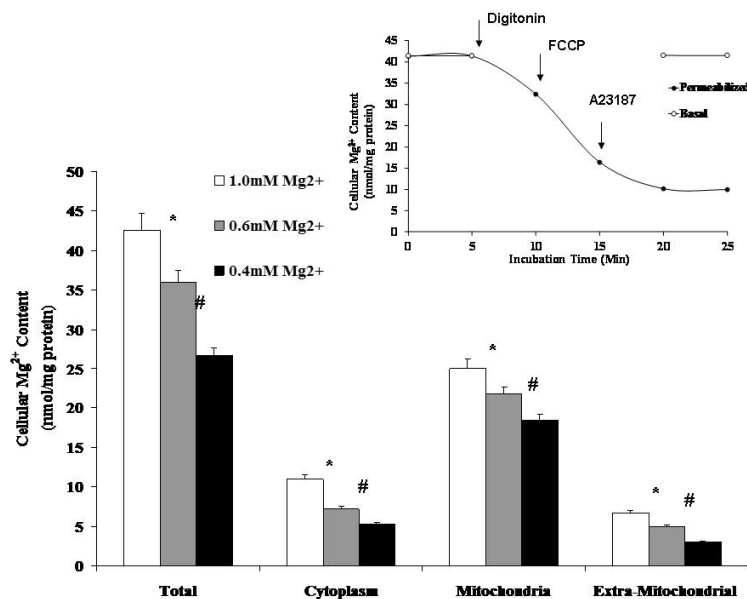 Digitonin
FCCP
A23187
Cellular Mg2+ Content
(nmol/mg protein)
45
40
35
30
25
20
15
10
5
0
0 5 10 15 20 25
Incubation Time (Min)
Permeabilized
Basal
Cellular Mg2+ Content
(nmol/mg protein)
50
45
40
35
30
25
20
15
10
5
0
1.0mM Mg2+
0.6mM Mg2+
0.4mM Mg2+
* #
* #
* #
* #
Total Cytoplasm Mitochondria Extra-Mitochondrial